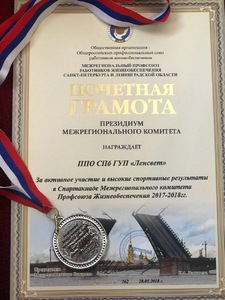 Общественная организация -
Общероссийский профессиональный союз
работников жизнеобеспечения
МЕЖРЕГИОНАЛЬНЫЙ ПРОФСОЮЗ
РАБОТНИКОВ ЖИЗНЕОБЕСПЕЧЕНИЯ
САНКТ-ПЕТЕРБУРГА И ЛЕНИНГРАДСКОЙ ОБЛАСТИ
ПОЧЕТНАЯ
ГРАМОТА
ПРЕЗИДИУМ
МЕЖРЕГИОНАЛЬНОГО КОМИТЕТА
НАГРАЖДАЕТ
ППО СПб ГУП «Ленсвет»
За активное участие и высокие спортивные результаты
в Спартакиаде Межрегионального комитета
Профсоюза Жизнеобеспечения 2017-2018гг.